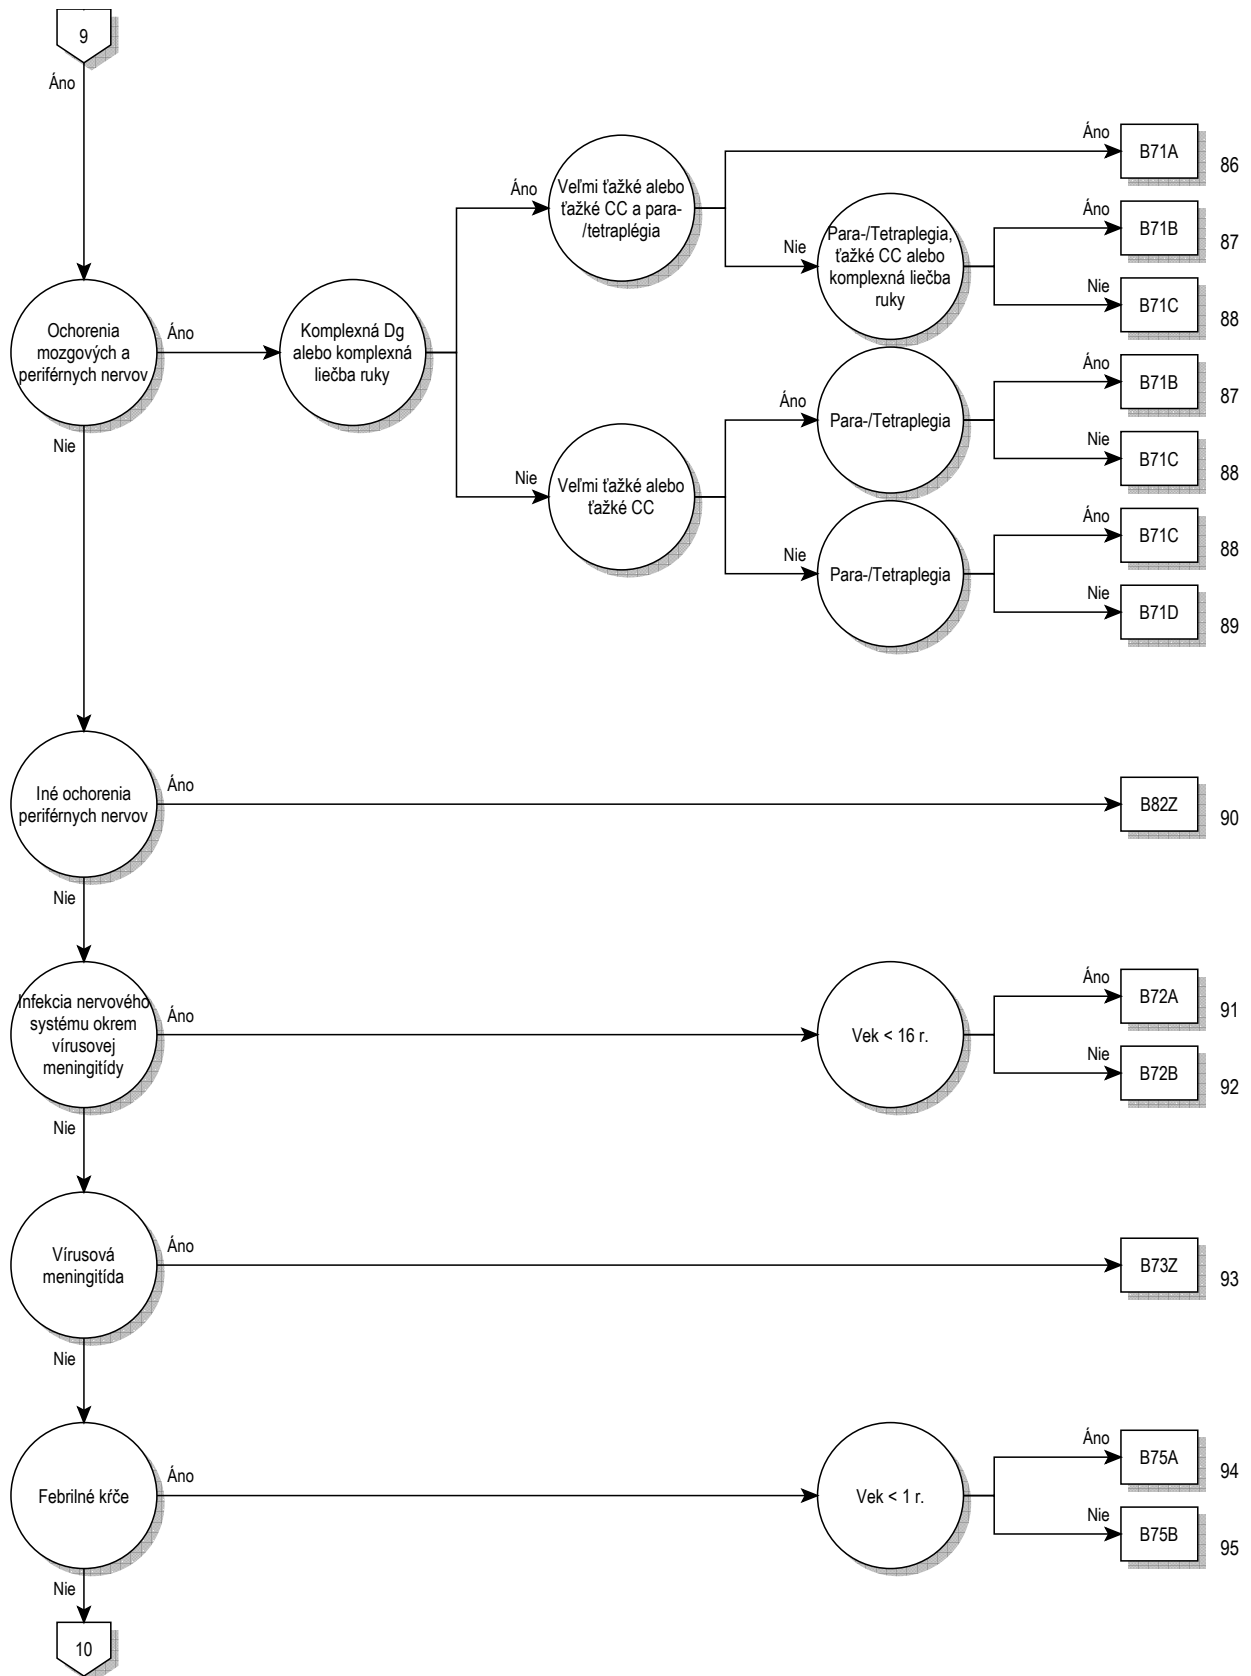 9
Áno
Áno
B71A
86
Áno
Veľmi ťažké alebo
ťažké CC a para-
/tetraplégia
Nie
Para-/Tetraplegia,
ťažké CC alebo
komplexná liečba
ruky
Áno
B71B
87
Nie
B71C
88
Ochorenia
mozgových a
periférnych nervov
Áno
Komplexná Dg
alebo komplexná
liečba ruky
Áno
B71B
87
Áno
Para-/Tetraplegia
Nie
B71C
88
Nie
Nie
Veľmi ťažké alebo
ťažké CC
Áno
B71C
88
Nie
Para-/Tetraplegia
Nie
B71D
89
Iné ochorenia
periférnych nervov
Áno
B82Z
90
Nie
Infekcia nervového
systému okrem
vírusovej
meningitídy
Áno
Vek < 16 r.
Áno
B72A
91
Nie
B72B
92
Nie
Vírusová
meningitída
Áno
B73Z
93
Nie
Febrilné kŕče
Áno
Vek < 1 r.
Áno
B75A
94
Nie
B75B
95
Nie
10